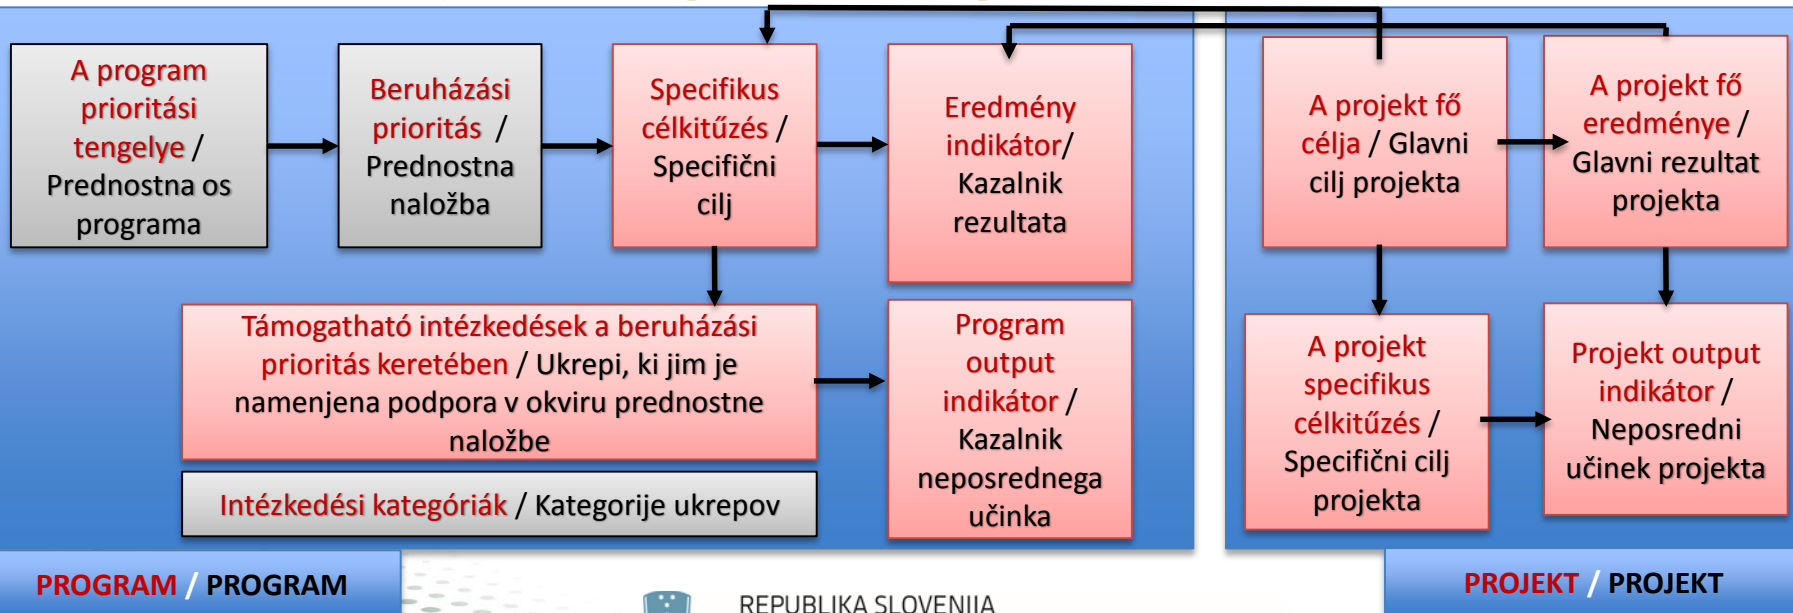 A program
prioritási
tengelye /
Prednostna os
programa
Beruházási
prioritás /
Prednostna
naložba
Specifikus
célkitűzés /
Specifični
cilj
Eredmény
indikátor/
Kazalnik
rezultata
A projekt fő
célja / Glavni
cilj projekta
A projekt fő
eredménye /
Glavni rezultat
projekta
Támogatható intézkedések a beruházási
prioritás keretében / Ukrepi, ki jim je
namenjena podpora v okviru prednostne
naložbe
Program
output
indikátor /
Kazalnik
neposrednega
učinka
A projekt
specifikus
célkitűzés /
Specifični cilj
projekta
Projekt output
indikátor /
Neposredni
učinek projekta
Intézkedési kategóriák / Kategorije ukrepov
PROGRAM / PROGRAM
PROJEKT / PROJEKT
REPUBLIKA SLOVENIJA